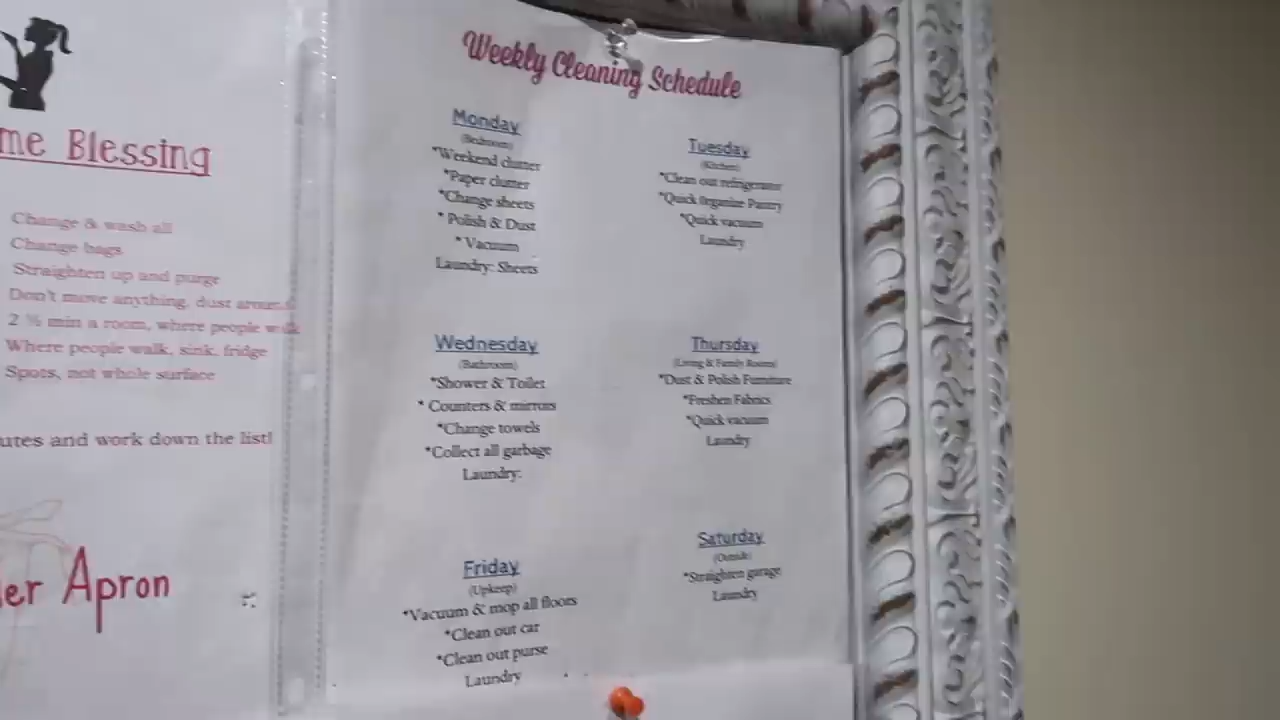 me Blessing
Change & wash all
Change bags
Straighten up and purge
Don't move anything, dust around
2 ½ min a room, where people walk
Where people walk, sink, fridge
Spots, not whole surface
utes and work down the list!
er Apron
Weekly Cleaning Schedule
Monday
(Bedroom)
*Weekend clutter
*Paper clutter
*Change sheets
* Polish & Dust
* Vacuum
Laundry: Sheets
Tuesday
(Kitchen)
*Clean out refrigerator
*Quick Organize Pantry
*Quick vacuum
Laundry
Wednesday
(Bathroom)
*Shower & Toilet
* Counters & mirrors
*Change towels
*Collect all garbage
Laundry:
Thursday
(Living & Family Room)
*Dust & Polish Furniture
*Freshen Fabrics
*Quick vacuum
Laundry
Friday
(Upkeep)
*Vacuum & mop all floors
*Clean out car
*Clean out purse
Laundry
Saturday
(Outside)
*Straighten garage
Laundry